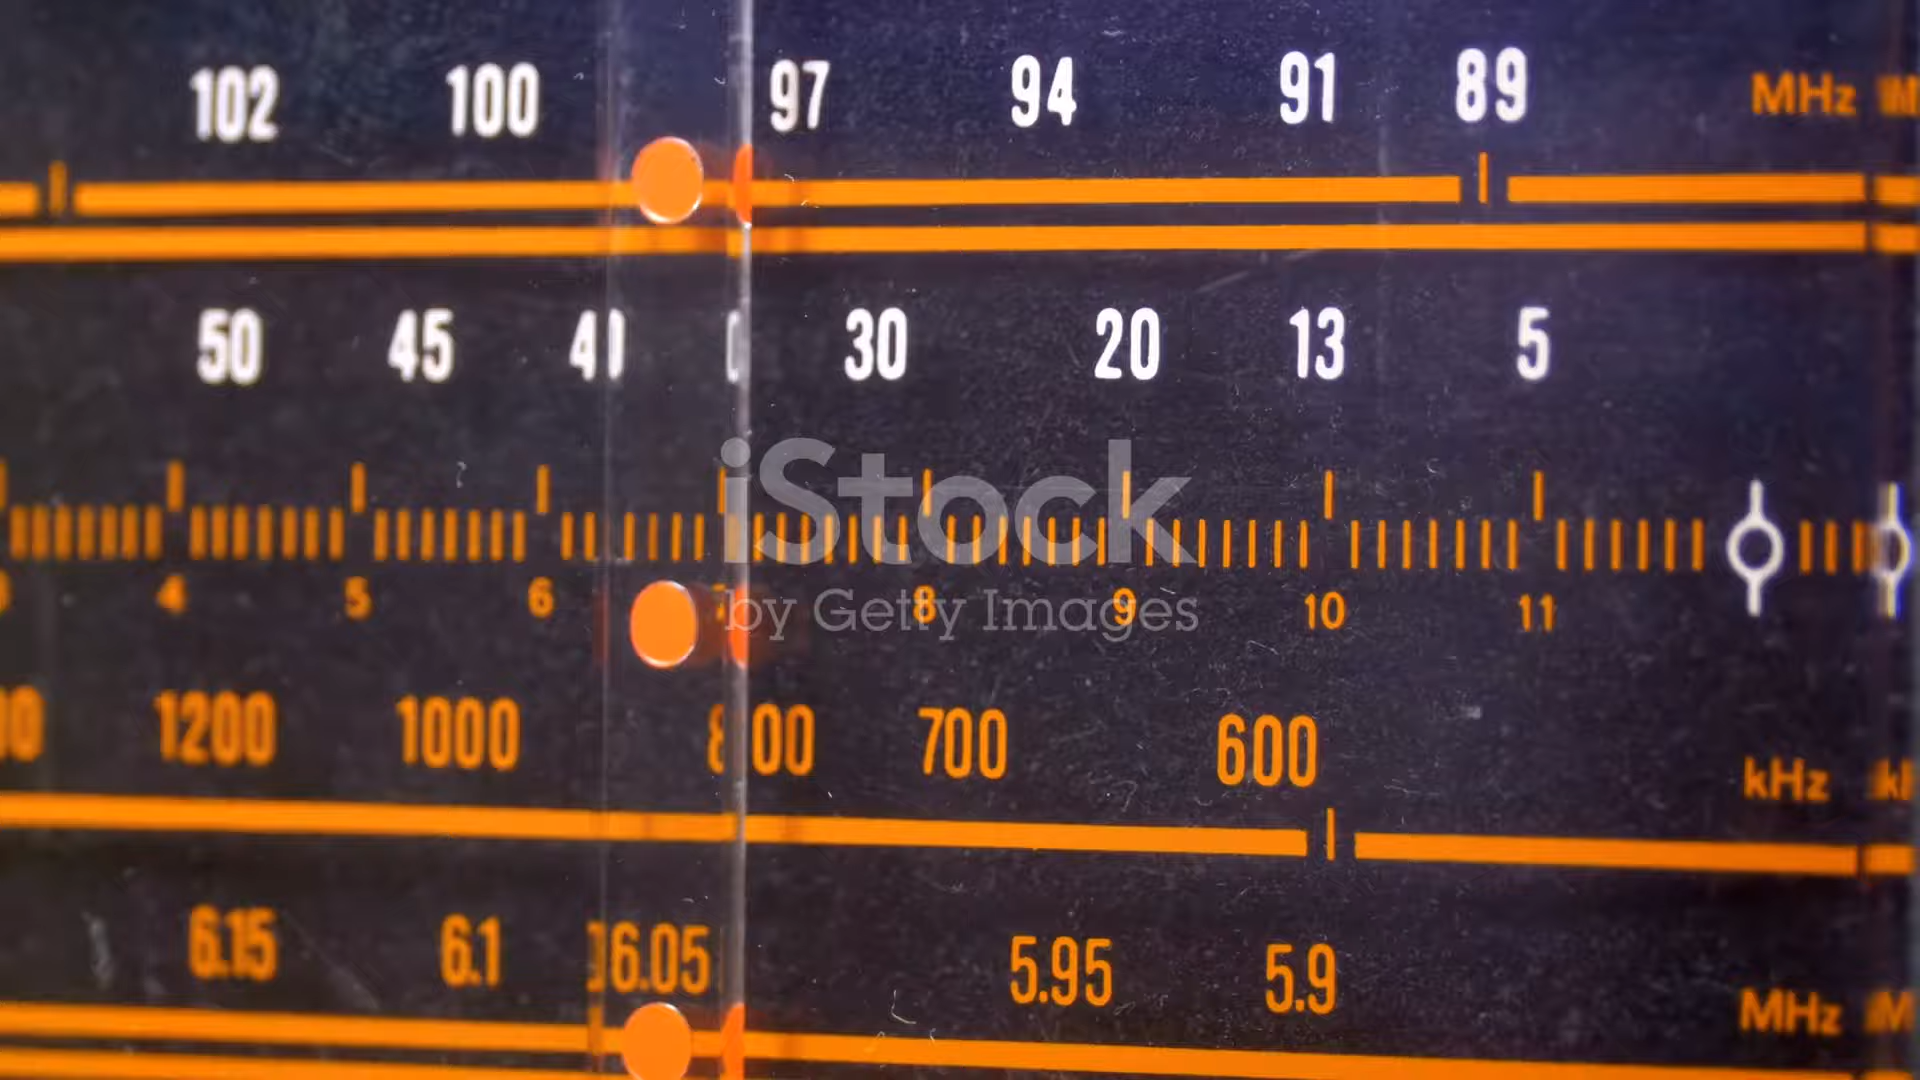 102 100 97 94 91 89 MHz
50 45 30 20 13 5
iStock
4 5 6 8 9 10 11
by Getty Images
1200 1000 800 700 600 kHz
6.15 6.1 6.05 5.95 5.9 MHz